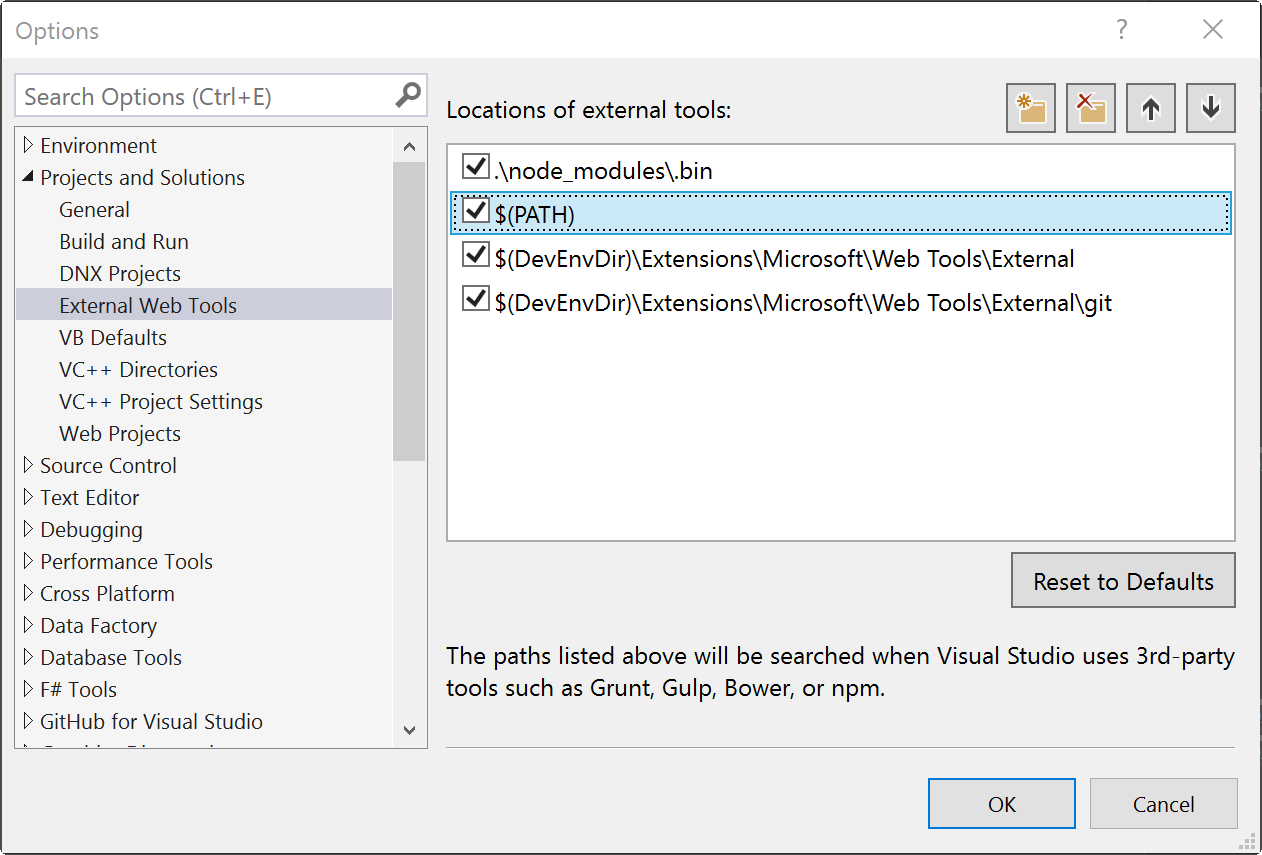 Options
?
Search Options (Ctrl+E)
Environment
Projects and Solutions
General
Build and Run
DNX Projects
External Web Tools
VB Defaults
VC++ Directories
VC++ Project Settings
Web Projects
Source Control
Text Editor
Debugging
Performance Tools
Cross Platform
Data Factory
Database Tools
F# Tools
GitHub for Visual Studio
Locations of external tools:
.\node_modules\.bin
$(PATH)
$(DevEnvDir)\Extensions\Microsoft\Web Tools\External
$(DevEnvDir)\Extensions\Microsoft\Web Tools\External\git
Reset to Defaults
The paths listed above will be searched when Visual Studio uses 3rd-party
tools such as Grunt, Gulp, Bower, or npm.
OK
Cancel